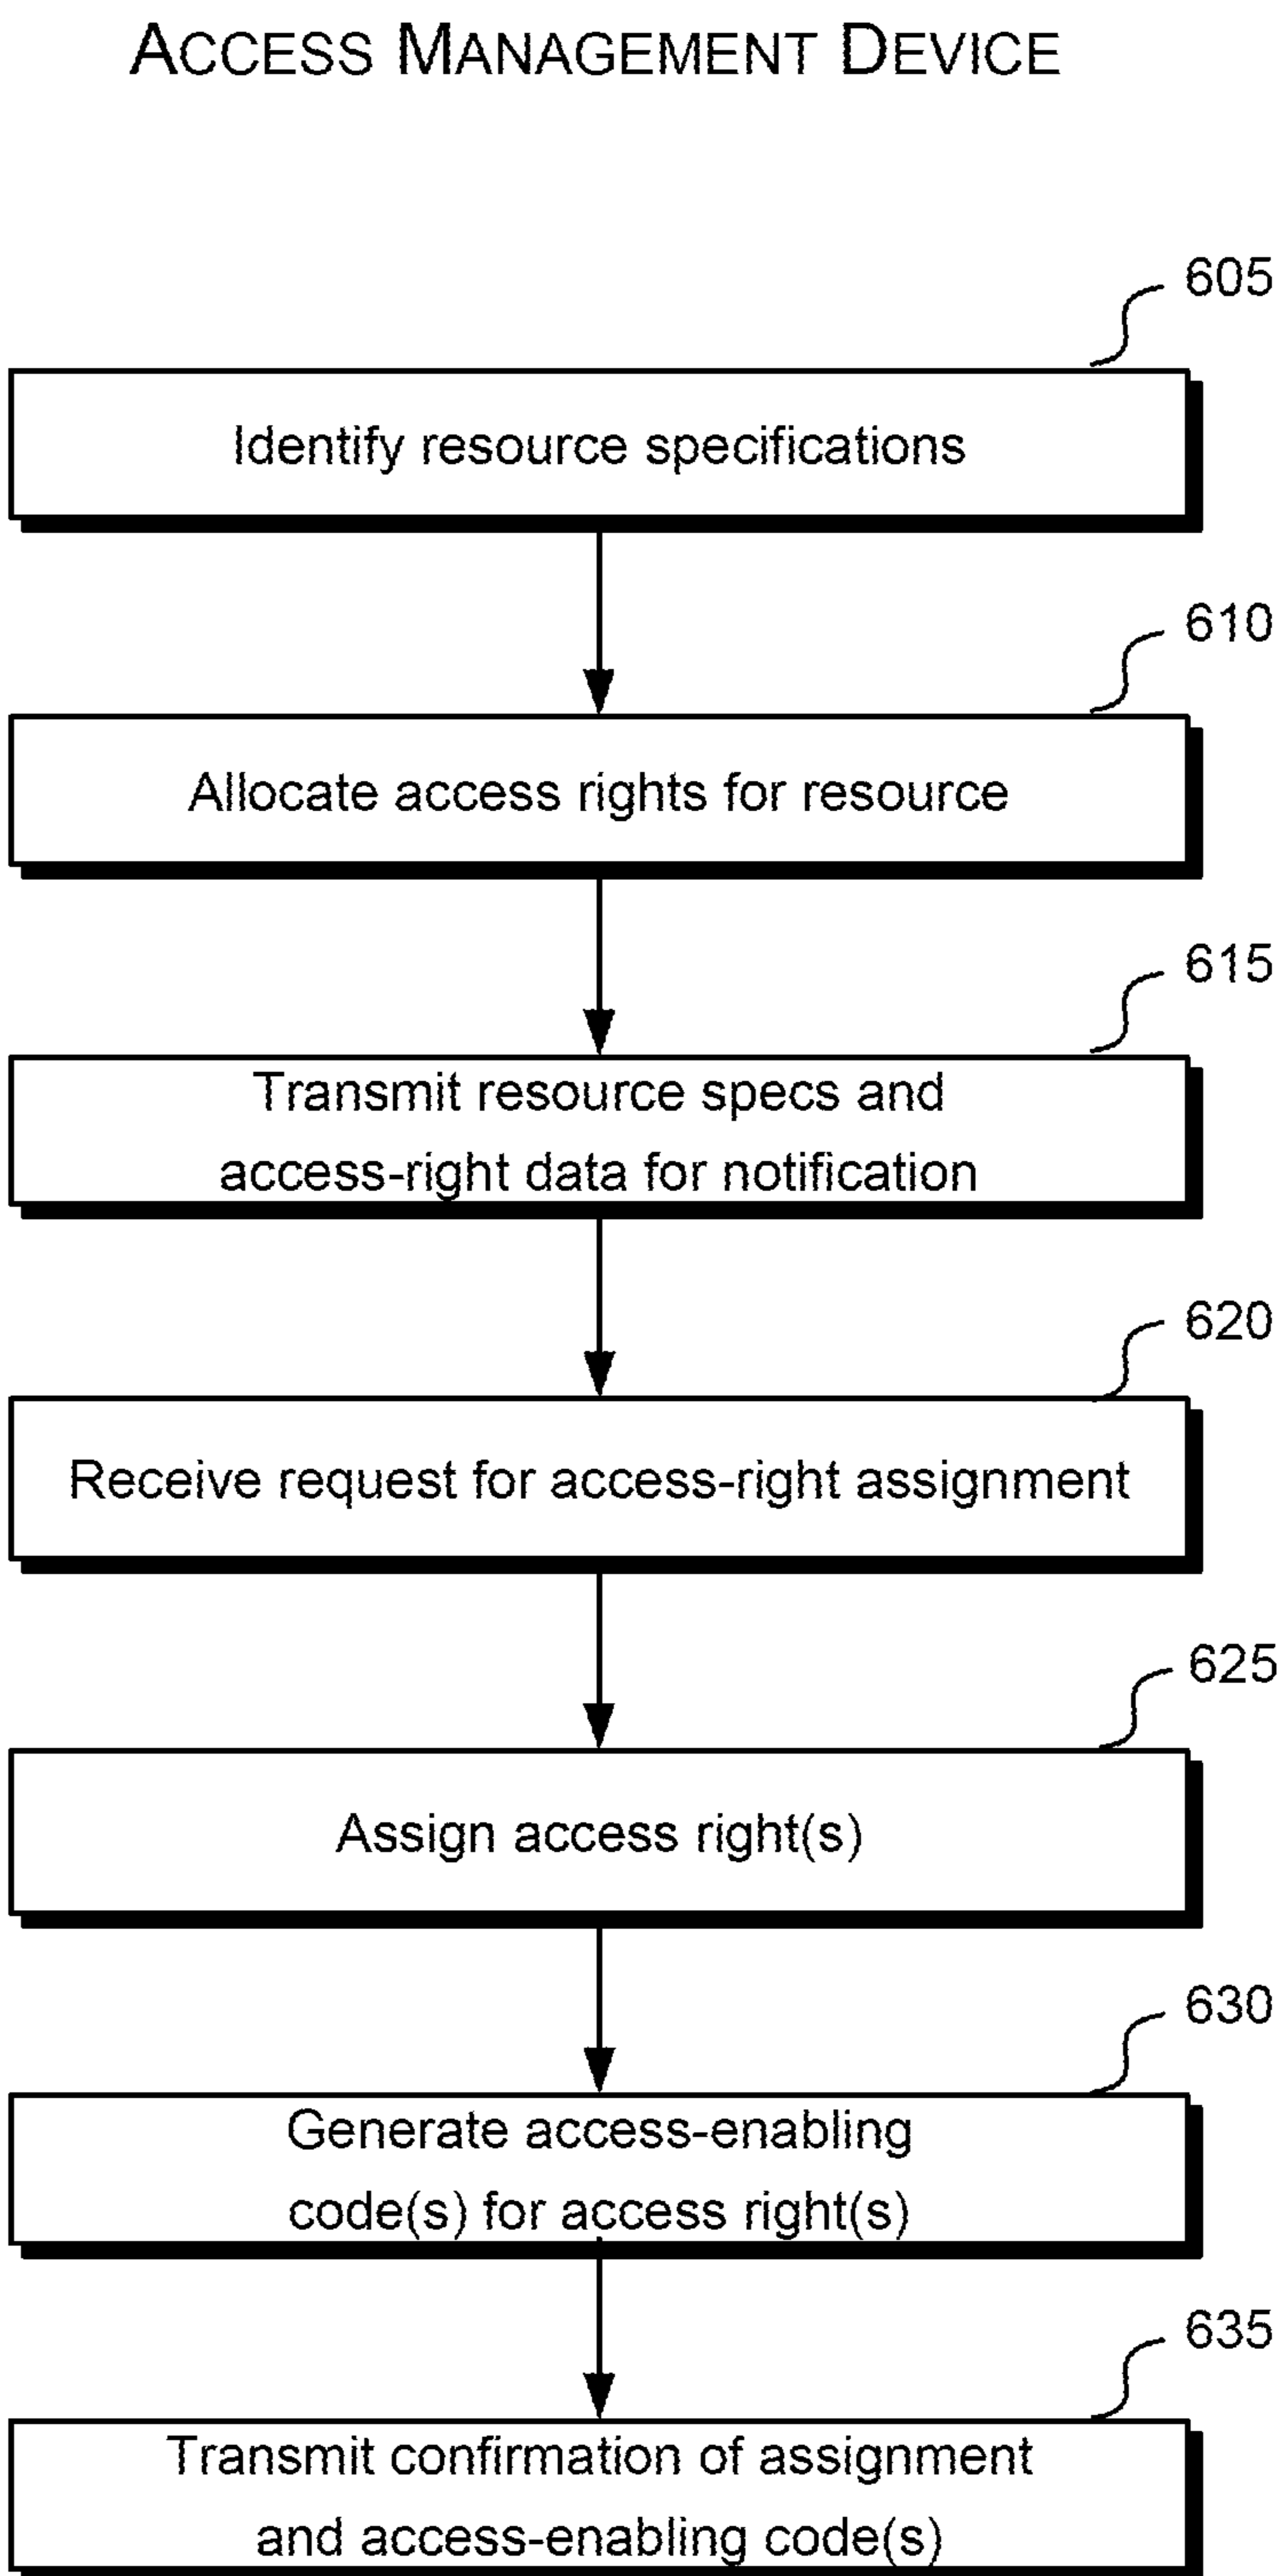 ACCESS MANAGEMENT DEVICE
605
Identify resource specifications
610
Allocate access rights for resource
615
Transmit resource specs and
access-right data for notification
620
Receive request for access-right assignment
625
Assign access right(s)
630
Generate access-enabling
code(s) for access right(s)
635
Transmit confirmation of assignment
and access-enabling code(s)